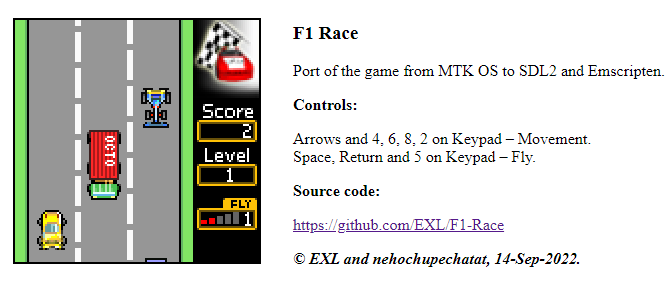 Score
2
Level
1
FLY
1
F1 Race
Port of the game from MTK OS to SDL2 and Emscripten.
Controls:
Arrows and 4, 6, 8, 2 on Keypad – Movement.
Space, Return and 5 on Keypad – Fly.
Source code:
https://github.com/EXL/F1-Race
© EXL and nehochupechatat, 14-Sep-2022.